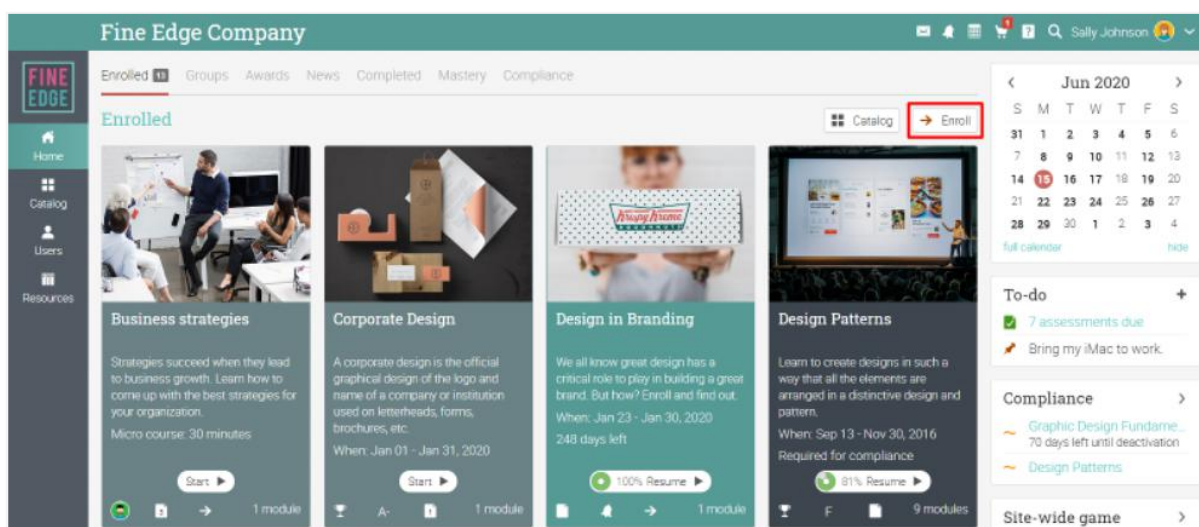 Fine Edge Company
1
Sally Johnson
FINE
EDGE
Home
Catalog
Users
Resources
Enrolled 13 Groups Awards News Completed Mastery Compliance
Enrolled
Catalog
Enroll
Business strategies
Strategies succeed when they lead
to business growth. Learn how to
come up with the best strategies for
your organization.
Micro course: 30 minutes
Start
1 module
Corporate Design
A corporate design is the official
graphical design of the logo and
name of a company or institution
used on letterheads, forms,
brochures, etc.
When: Jan 01 - Jan 31, 2020
Start
A- 1 module
hrüspy hreme
DOUGHNUTS
Design in Branding
We all know great design has a
critical role to play in building a great
brand. But how? Enroll and find out.
When: Jan 23 - Jan 30, 2020
248 days left
100% Resume
1 module
Design Patterns
Learn to create designs in such a
way that all the elements are
arranged in a distinctive design and
pattern.
When: Sep 13 - Nov 30, 2016
Required for compliance
81% Resume
F 9 modules
Jun 2020
S M T W T F S
31 1 2 3 4 5 6
7 8 9 10 11 12 13
14 15 16 17 18 19 20
21 22 23 24 25 26 27
28 29 30 1 2 3 4
full calendar hide
To-do +
7 assessments due
Bring my iMac to work.
Compliance
Graphic Design Fundame...
70 days left until deactivation
Design Patterns
Site-wide game